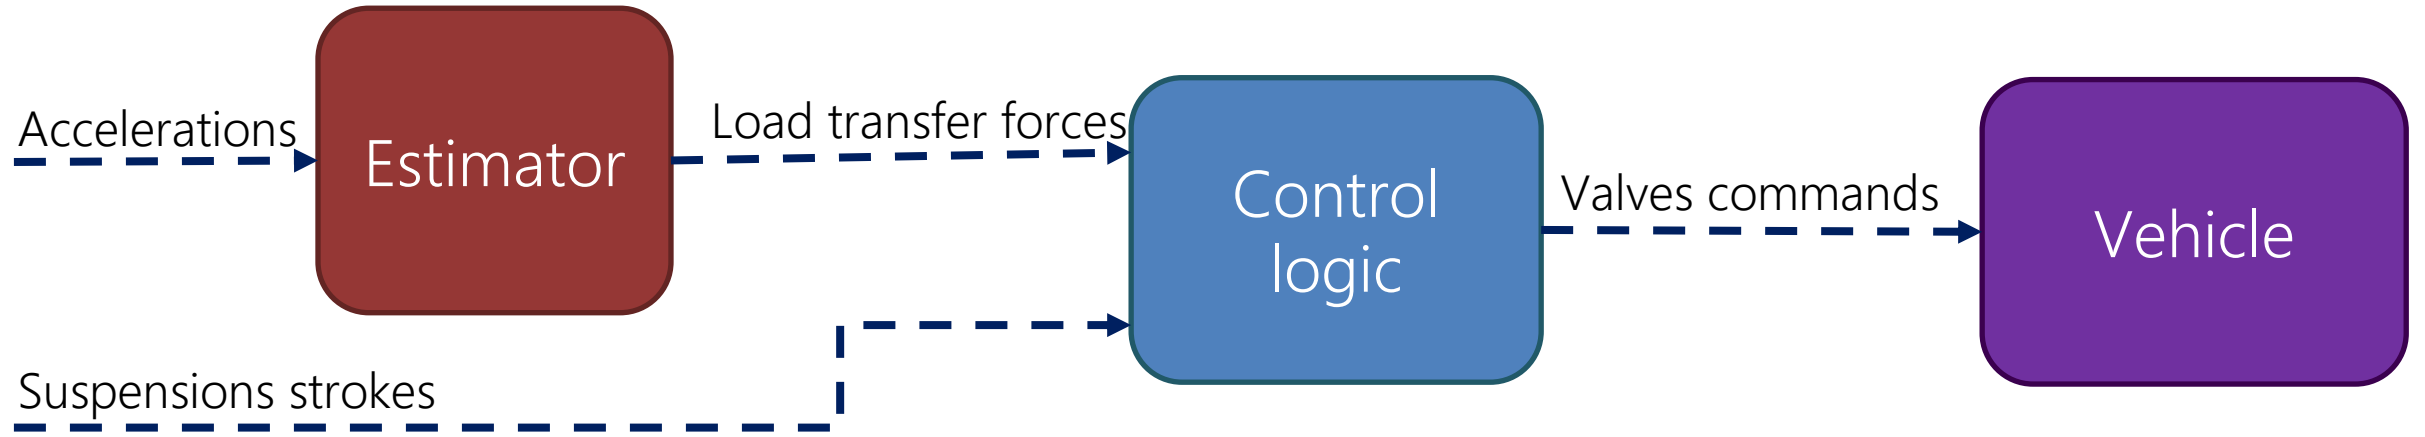 Accelerations
Estimator
Load transfer forces
Control
logic
Valves commands
Vehicle
Suspensions strokes